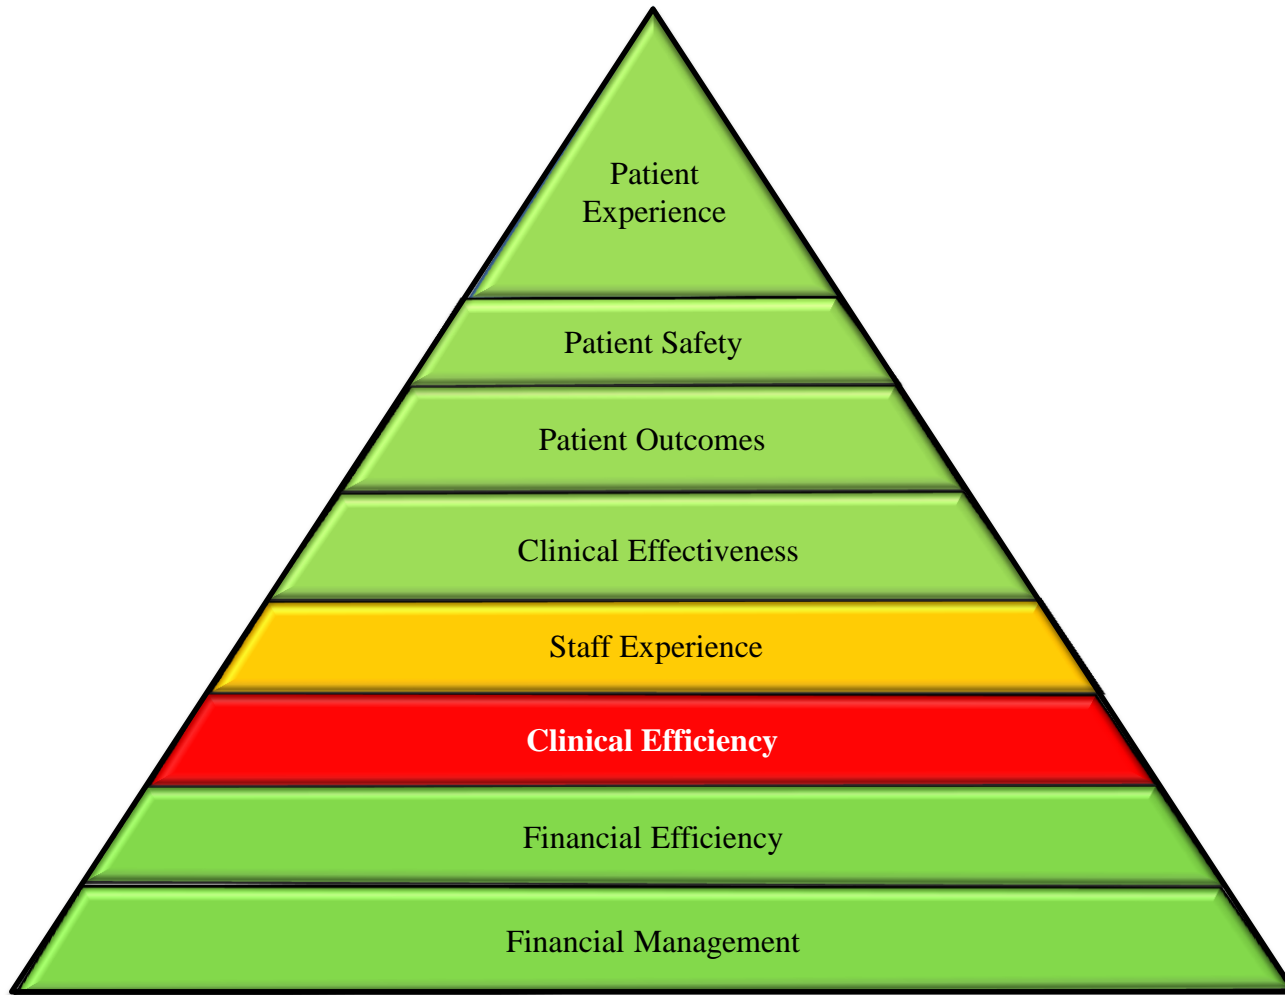 Patient
Experience
Patient Safety
Patient Outcomes
Clinical Effectiveness
Staff Experience
Clinical Efficiency
Financial Efficiency
Financial Management